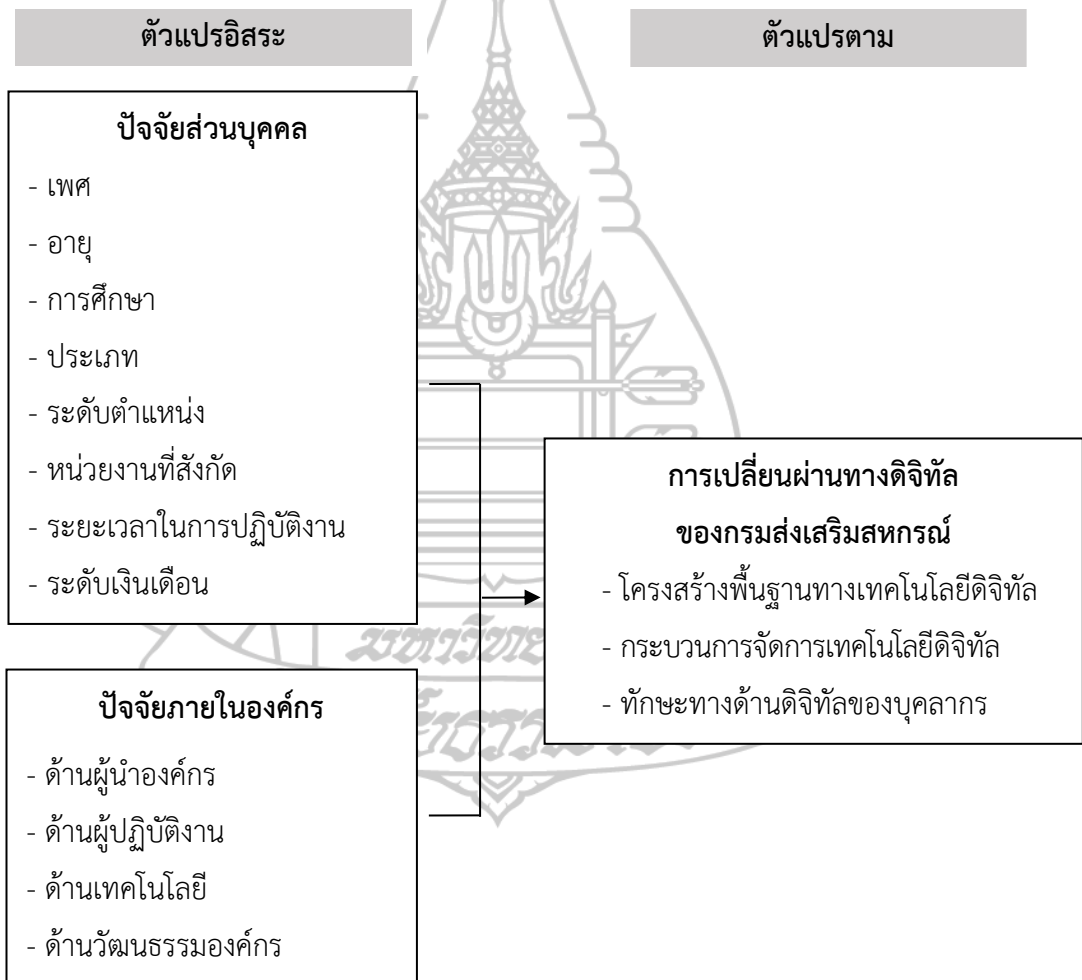 ตัวแปรอิสระ
ตัวแปรตาม
ปัจจัยส่วนบุคคล
- เพศ
- อายุ
- การศึกษา
- ประเภท
- ระดับตำแหน่ง
- หน่วยงานที่สังกัด
- ระยะเวลาในการปฏิบัติงาน
- ระดับเงินเดือน
ปัจจัยภายในองค์กร
- ด้านผู้นำองค์กร
- ด้านผู้ปฏิบัติงาน
- ด้านเทคโนโลยี
- ด้านวัฒนธรรมองค์กร
การเปลี่ยนผ่านทางดิจิทัล
ของกรมส่งเสริมสหกรณ์
- โครงสร้างพื้นฐานทางเทคโนโลยีดิจิทัล
- กระบวนการจัดการเทคโนโลยีดิจิทัล
- ทักษะทางด้านดิจิทัลของบุคลากร